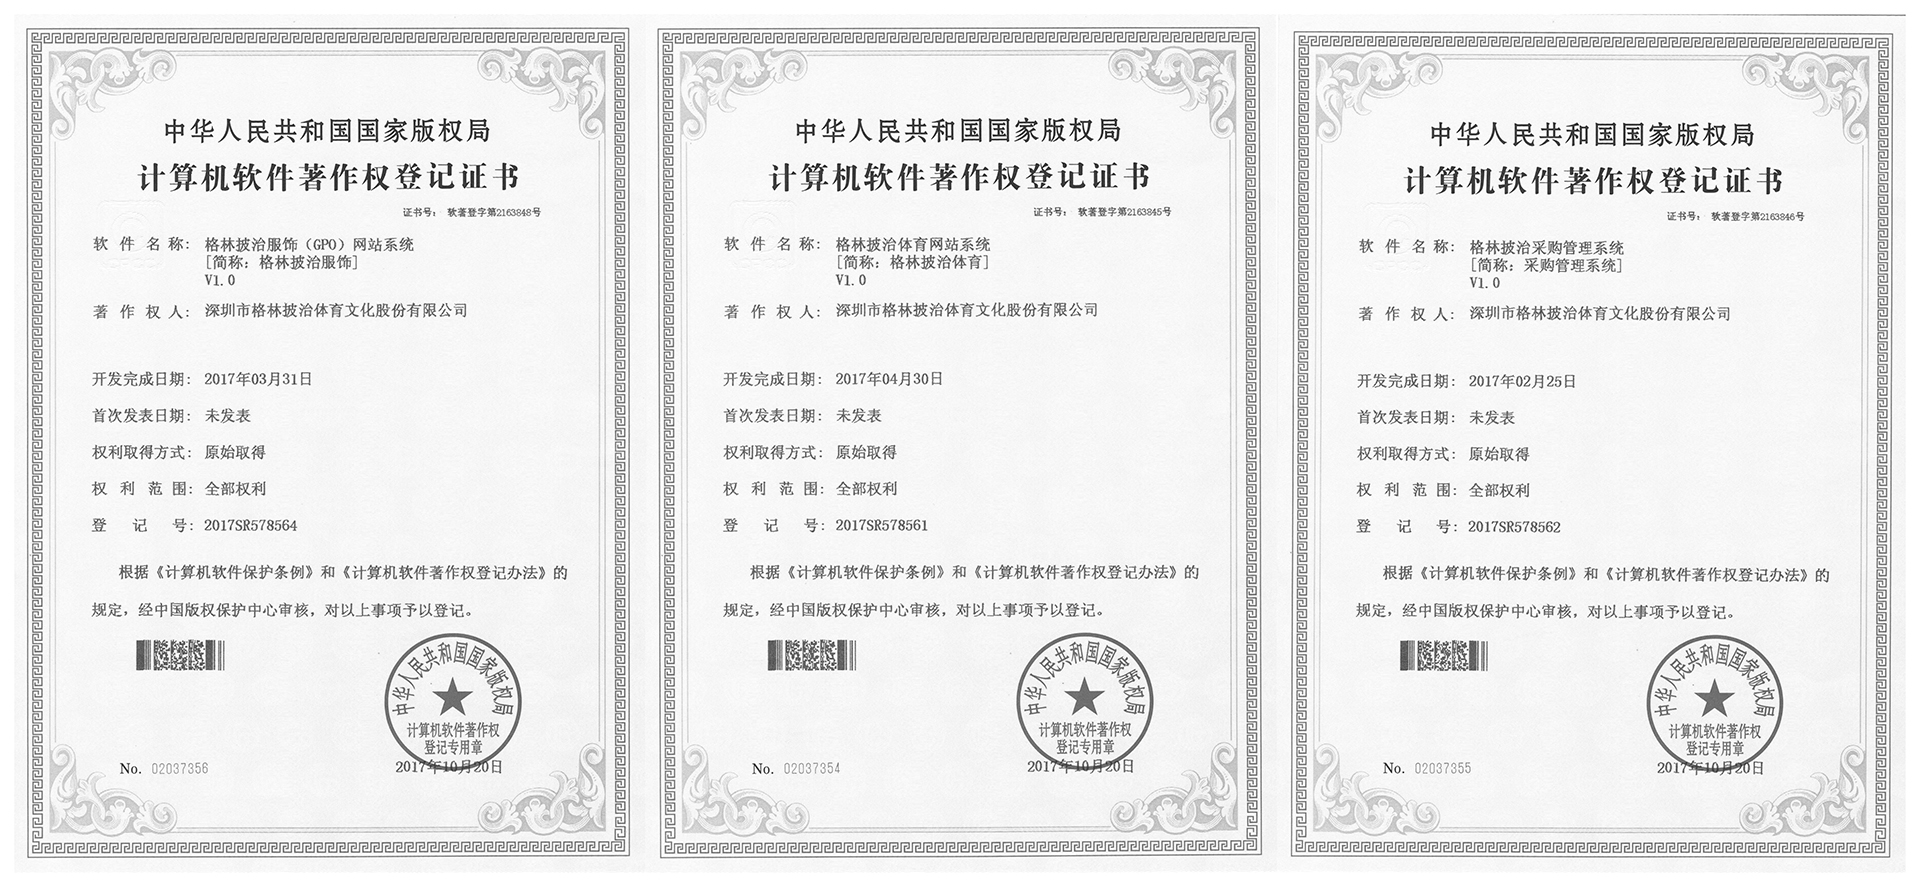 中华人民共和国国家版权局
计算机软件著作权登记证书
证书号： 软著登字第2163848号
软件名称： 格林披治服饰（GPO）网站系统
[简称：格林披治服饰]
V1.0
著作权人： 深圳市格林披治体育文化股份有限公司
开发完成日期： 2017年03月31日
首次发表日期： 未发表
权利取得方式： 原始取得
权利范围： 全部权利
登记号： 2017SR578564
根据《计算机软件保护条例》和《计算机软件著作权登记办法》的
规定，经中国版权保护中心审核，对以上事项予以登记。
中华人民共和国国家版权局
计算机软件著作权
登记专用章
No. 02037356
2017年10月20日
中华人民共和国国家版权局
计算机软件著作权登记证书
证书号： 软著登字第2163845号
软件名称： 格林披治体育网站系统
[简称：格林披治体育]
V1.0
著作权人： 深圳市格林披治体育文化股份有限公司
开发完成日期： 2017年04月30日
首次发表日期： 未发表
权利取得方式： 原始取得
权利范围： 全部权利
登记号： 2017SR578561
根据《计算机软件保护条例》和《计算机软件著作权登记办法》的
规定，经中国版权保护中心审核，对以上事项予以登记。
中华人民共和国国家版权局
计算机软件著作权
登记专用章
No. 02037354
2017年10月20日
中华人民共和国国家版权局
计算机软件著作权登记证书
证书号： 软著登字第2163846号
软件名称： 格林披治采购管理系统
[简称：采购管理系统]
V1.0
著作权人： 深圳市格林披治体育文化股份有限公司
开发完成日期： 2017年02月25日
首次发表日期： 未发表
权利取得方式： 原始取得
权利范围： 全部权利
登记号： 2017SR578562
根据《计算机软件保护条例》和《计算机软件著作权登记办法》的
规定，经中国版权保护中心审核，对以上事项予以登记。
中华人民共和国国家版权局
计算机软件著作权
登记专用章
No. 02037355
2017年10月20日